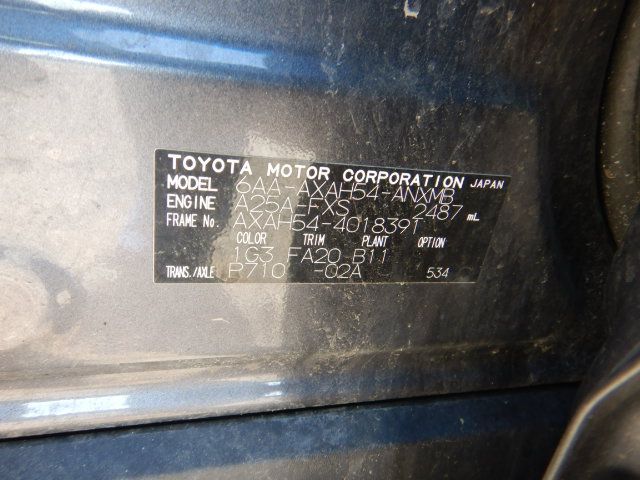 TOYOTA MOTOR CORPORATION JAPAN
MODEL 6AA-AXAH54-ANXMB
ENGINE A25A-FXS 2487 mL
FRAME No. AXAH54-4018391
COLOR TRIM PLANT OPTION
1G3 FA20 B11
TRANS./AXLE P710 -02A 534